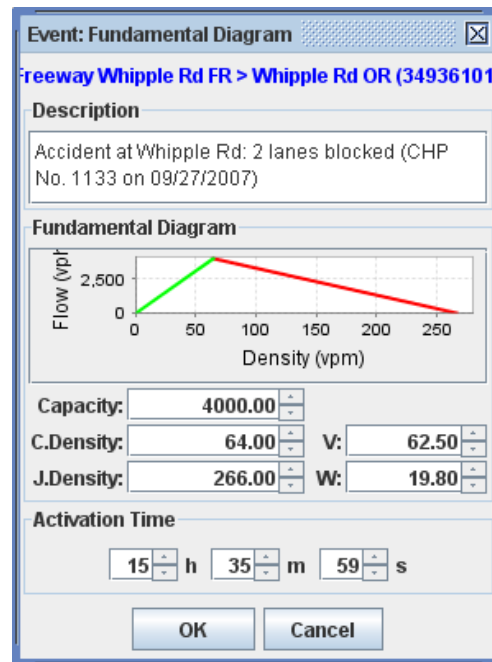 Event: Fundamental Diagram
Freeway Whipple Rd FR > Whipple Rd OR (34936101
Description
Accident at Whipple Rd: 2 lanes blocked (CHP
No. 1133 on 09/27/2007)
Fundamental Diagram
Flow (vph
2,500
0
0 50 100 150 200 250
Density (vpm)
Capacity: 4000.00
C.Density: 64.00 V: 62.50
J.Density: 266.00 W: 19.80
Activation Time
15 h 35 m 59 s
OK Cancel